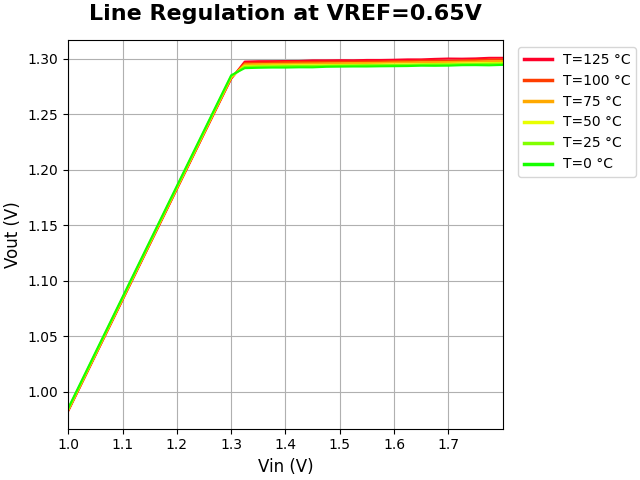 Line Regulation at VREF=0.65V
1.30
1.25
1.20
1.15
1.10
1.05
1.00
Vout (V)
1.0 1.1 1.2 1.3 1.4 1.5 1.6 1.7
Vin (V)
T=125 °C
T=100 °C
T=75 °C
T=50 °C
T=25 °C
T=0 °C